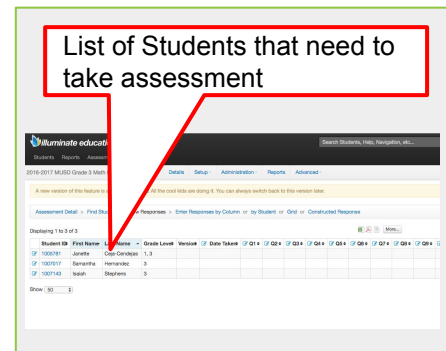 List of Students that need to
take assessment
illuminate educati
Search Students, Help, Navigation, etc...
Students Reports Assessm
2016-2017 MUSD Grade 3 Math Details Setup Administration Reports Advanced
A new version of this feature is a All the cool kids are doing it. You can always switch back to this version later.
Assessment Detail > Find Stu Responses > Enter Responses by Column or by Student or Grid or Constructed Response
Displaying 1 to 3 of 3 More...
Student ID First Name Last Name Grade Level Version Date Taken Q1 Q2 Q3 Q4 Q5 Q6 Q7 Q8 Q9
1005781 Janette Ceja-Cendejas 1, 3
1007017 Samantha Hernandez 3
1007143 Isaiah Stephens 3
Show 50